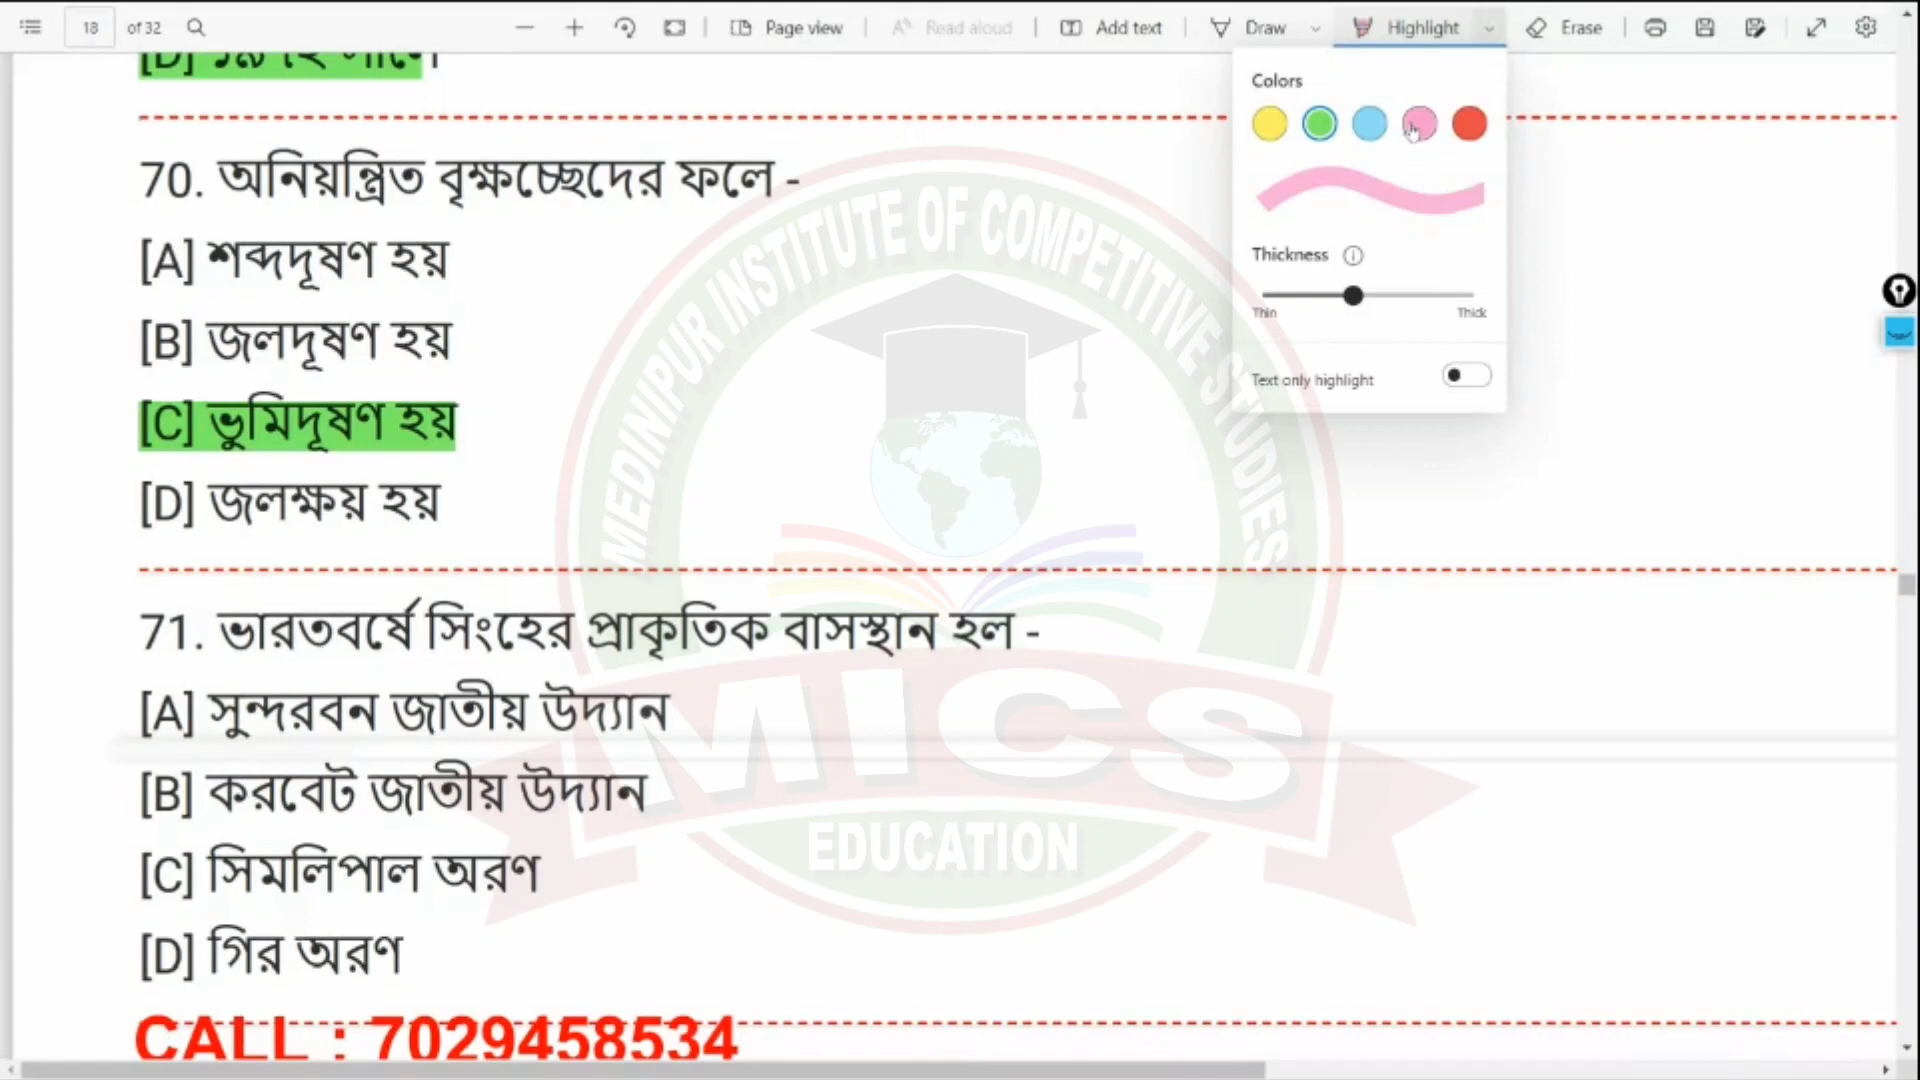 18 of 32 Page view Read aloud Add text Draw Highlight Erase
Colors
Thickness
Thin Thick
Text only highlight
70. অনিয়ন্ত্রিত বৃক্ষচ্ছেদের ফলে -
[A] শব্দদূষণ হয়
[B] জলদূষণ হয়
[C] ভুমিদূষণ হয়
[D] জলক্ষয় হয়
71. ভারতবর্ষে সিংহের প্রাকৃতিক বাসস্থান হল -
[A] সুন্দরবন জাতীয় উদ্যান
[B] করবেট জাতীয় উদ্যান
[C] সিমলিপাল অরণ
[D] গির অরণ
CALL : 7029458534
MEDINIPUR INSTITUTE OF COMPETITIVE STUDIES
MICS
EDUCATION